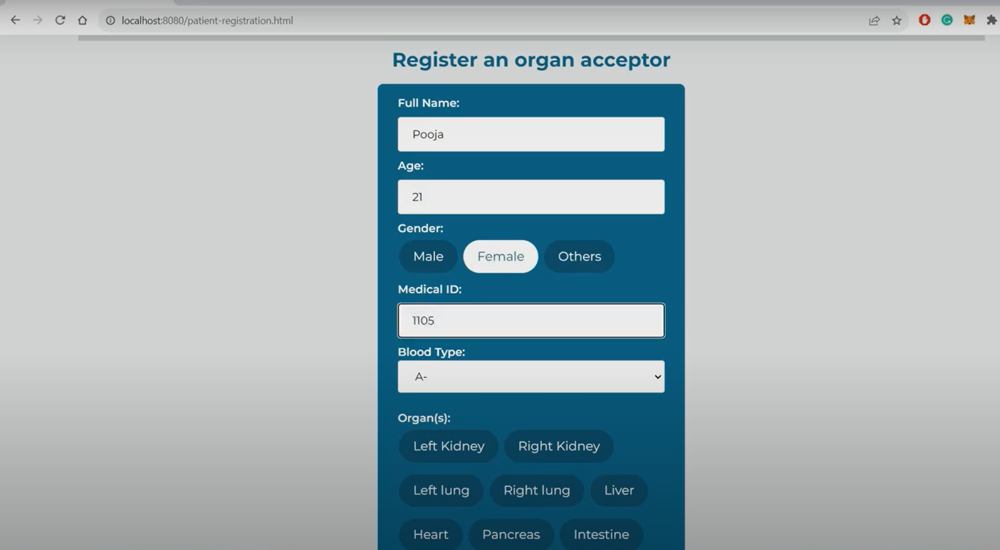 localhost:8080/patient-registration.html
Register an organ acceptor
Full Name:
Pooja
Age:
21
Gender:
Male Female Others
Medical ID:
1105
Blood Type:
A-
Organ(s):
Left Kidney Right Kidney
Left lung Right lung Liver
Heart Pancreas Intestine